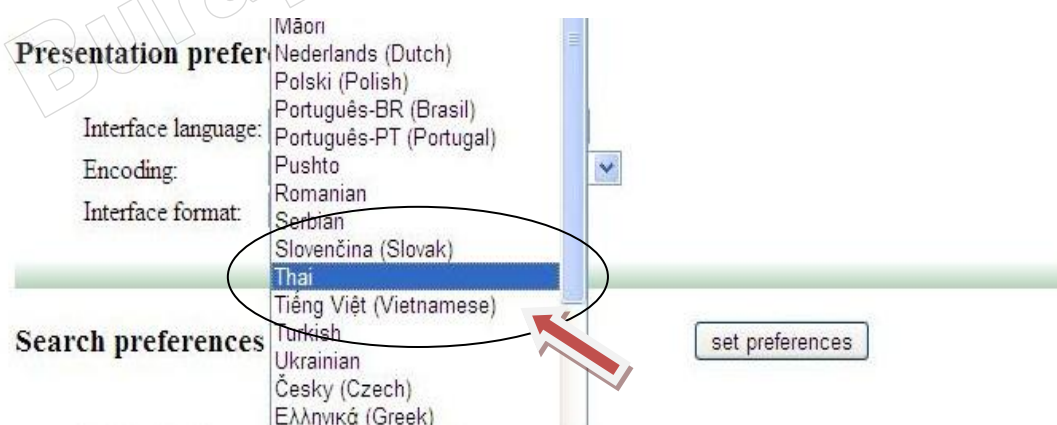 Māori
Presentation prefer
Nederlands (Dutch)
Polski (Polish)
Português-BR (Brasil)
Interface language:
Português-PT (Portugal)
Encoding:
Pushto
Romanian
Interface format:
Serbian
Slovenčina (Slovak)
Thai
Tiếng Việt (Vietnamese)
Search preferences
Turkish
set preferences
Ukrainian
Česky (Czech)
Ελληνικά (Greek)